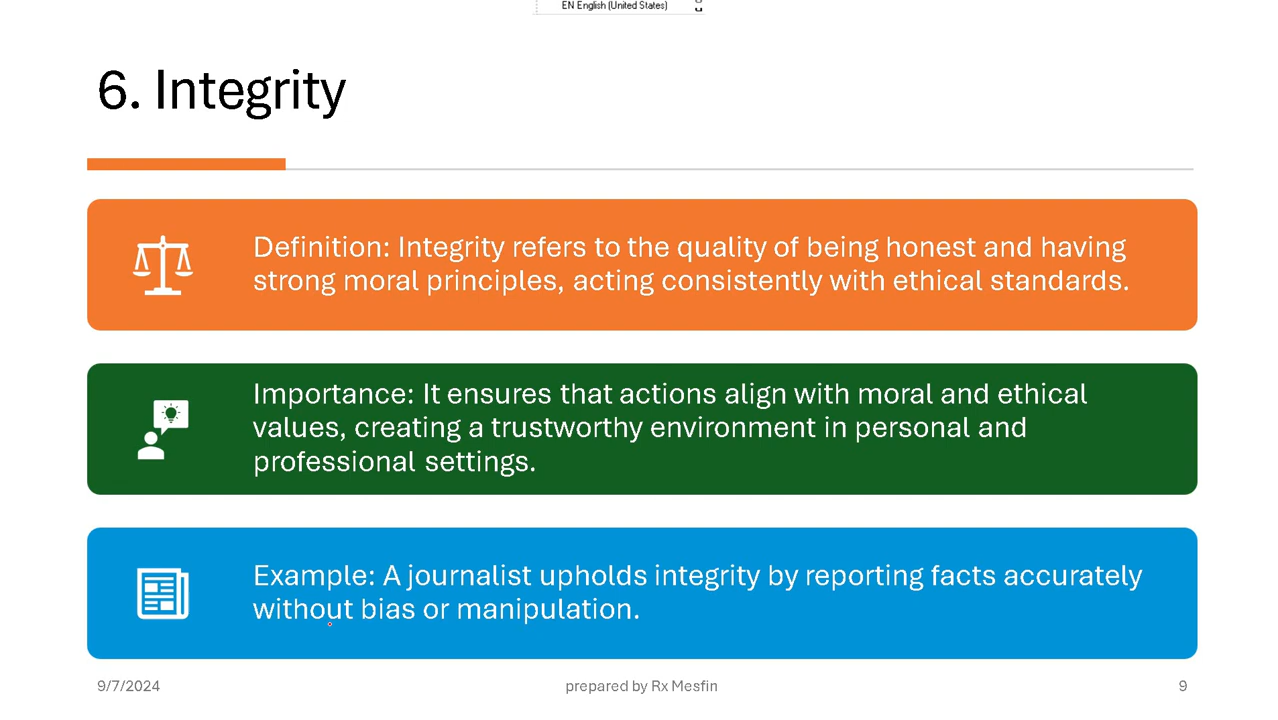 EN English (United States)
6. Integrity
Definition: Integrity refers to the quality of being honest and having
strong moral principles, acting consistently with ethical standards.
Importance: It ensures that actions align with moral and ethical
values, creating a trustworthy environment in personal and
professional settings.
Example: A journalist upholds integrity by reporting facts accurately
without bias or manipulation.
9/7/2024
prepared by Rx Mesfin
9